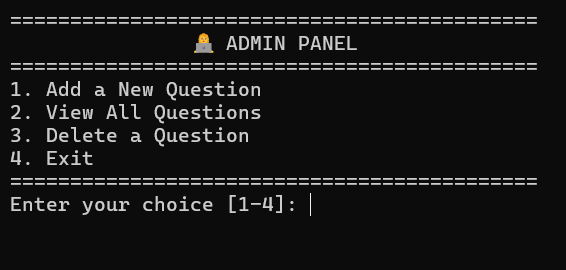 ============================================
🧑‍💻 ADMIN PANEL
============================================
1. Add a New Question
2. View All Questions
3. Delete a Question
4. Exit
============================================
Enter your choice [1-4]: